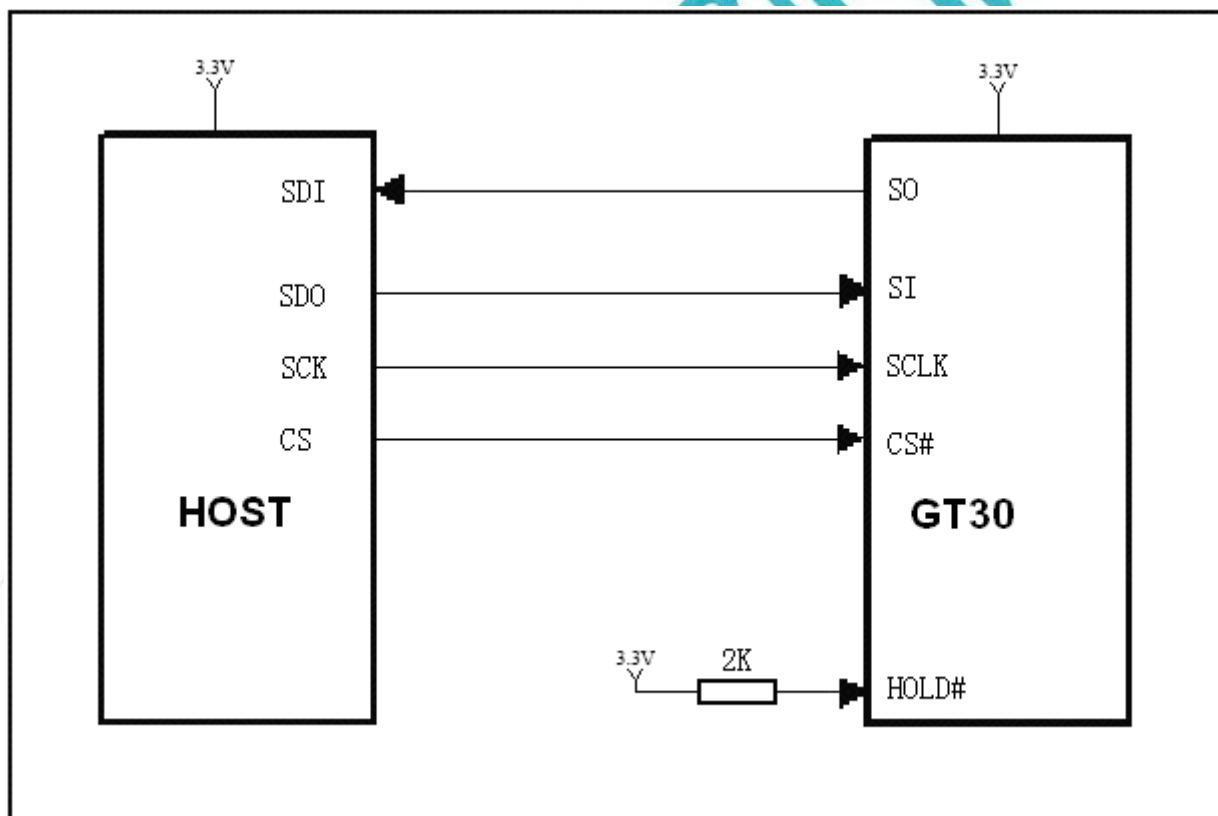 3.3V
3.3V
SDI
SO
SDO
SI
SCK
SCLK
CS
CS#
HOST
GT30
3.3V
2K
HOLD#